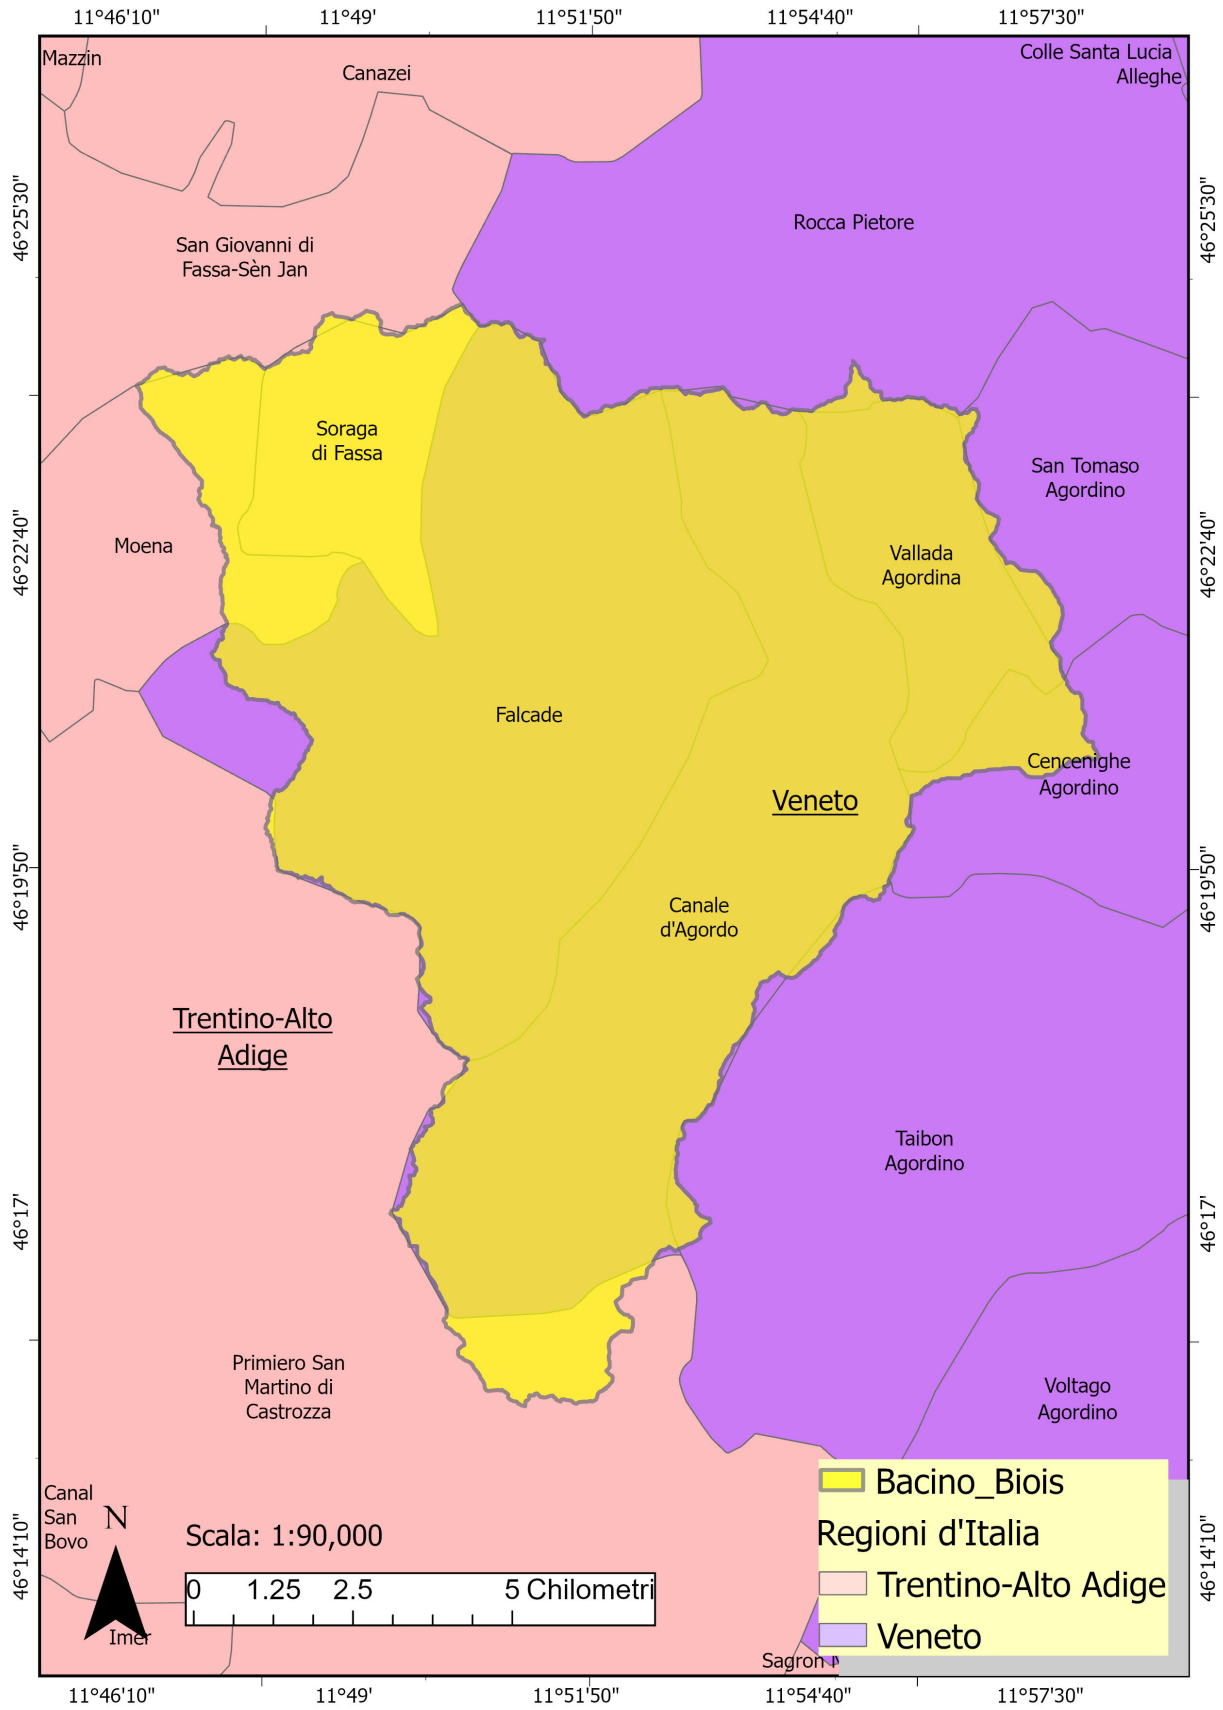 11°46'10"
11°49'
11°51'50"
11°54'40"
11°57'30"
Mazzin
Canazei
Colle Santa Lucia
Alleghe
46°25'30"
46°25'30"
Rocca Pietore
San Giovanni di
Fassa-Sèn Jan
Soraga
di Fassa
San Tomaso
Agordino
46°22'40"
46°22'40"
Moena
Vallada
Agordina
Falcade
Cencenighe
Agordino
Veneto
46°19'50"
46°19'50"
Canale
d'Agordo
Trentino-Alto
Adige
Taibon
Agordino
46°17'
46°17'
Primiero San
Martino di
Castrozza
Voltago
Agordino
Canal
San
Bovo
N
Imer
Scala: 1:90,000
0 1.25 2.5 5 Chilometri
46°14'10"
46°14'10"
Bacino_Biois
Regioni d'Italia
Trentino-Alto Adige
Veneto
Sagron
11°46'10"
11°49'
11°51'50"
11°54'40"
11°57'30"